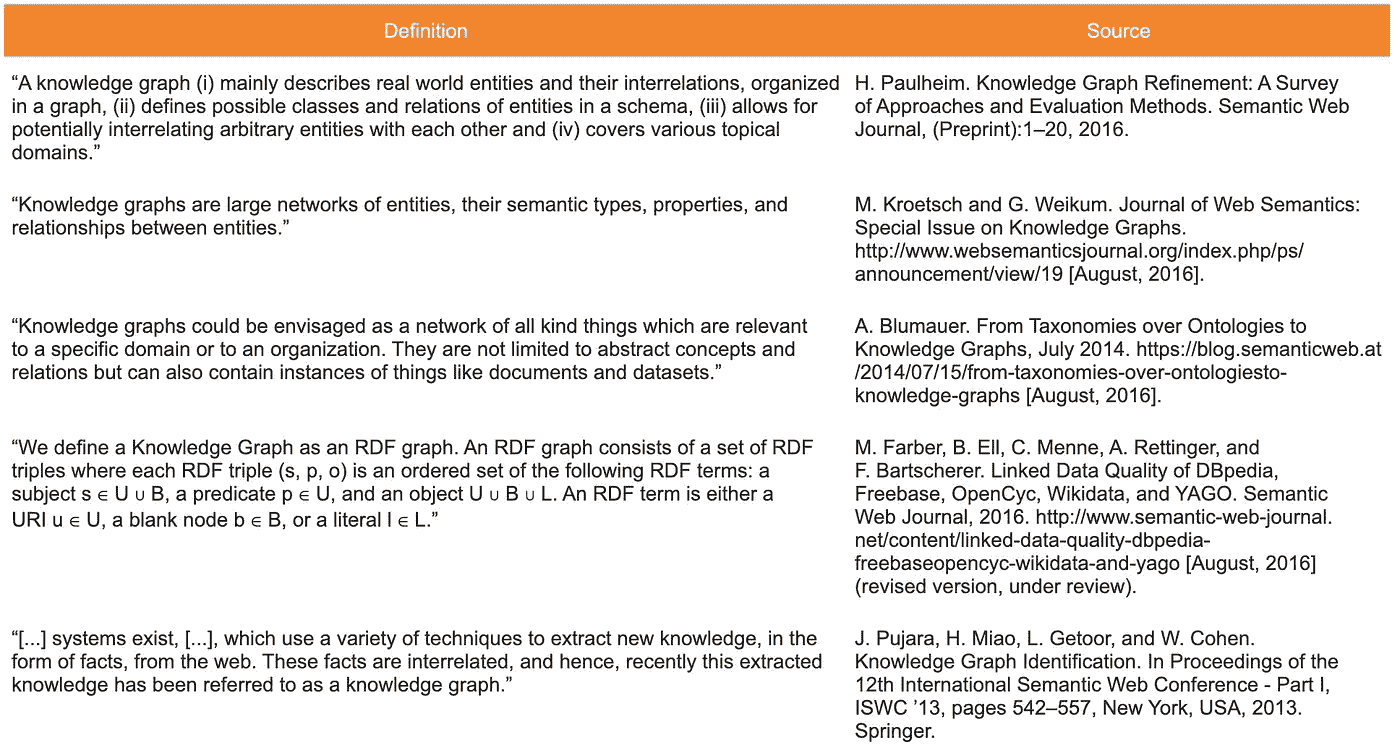 Definition
Source
“A knowledge graph (i) mainly describes real world entities and their interrelations, organized
in a graph, (ii) defines possible classes and relations of entities in a schema, (iii) allows for
potentially interrelating arbitrary entities with each other and (iv) covers various topical
domains.”
H. Paulheim. Knowledge Graph Refinement: A Survey
of Approaches and Evaluation Methods. Semantic Web
Journal, (Preprint):1–20, 2016.
“Knowledge graphs are large networks of entities, their semantic types, properties, and
relationships between entities.”
M. Kroetsch and G. Weikum. Journal of Web Semantics:
Special Issue on Knowledge Graphs.
http://www.websemanticsjournal.org/index.php/ps/
announcement/view/19 [August, 2016].
“Knowledge graphs could be envisaged as a network of all kind things which are relevant
to a specific domain or to an organization. They are not limited to abstract concepts and
relations but can also contain instances of things like documents and datasets.”
A. Blumauer. From Taxonomies over Ontologies to
Knowledge Graphs, July 2014. https://blog.semanticweb.at
/2014/07/15/from-taxonomies-over-ontologiesto-
knowledge-graphs [August, 2016].
“We define a Knowledge Graph as an RDF graph. An RDF graph consists of a set of RDF
triples where each RDF triple (s, p, o) is an ordered set of the following RDF terms: a
subject s ∈ U ∪ B, a predicate p ∈ U, and an object U ∪ B ∪ L. An RDF term is either a
URI u ∈ U, a blank node b ∈ B, or a literal l ∈ L.”
M. Farber, B. Ell, C. Menne, A. Rettinger, and
F. Bartscherer. Linked Data Quality of DBpedia,
Freebase, OpenCyc, Wikidata, and YAGO. Semantic
Web Journal, 2016. http://www.semantic-web-journal.
net/content/linked-data-quality-dbpedia-
freebaseopencyc-wikidata-and-yago [August, 2016]
(revised version, under review).
“[...] systems exist, [...], which use a variety of techniques to extract new knowledge, in the
form of facts, from the web. These facts are interrelated, and hence, recently this extracted
knowledge has been referred to as a knowledge graph.”
J. Pujara, H. Miao, L. Getoor, and W. Cohen.
Knowledge Graph Identification. In Proceedings of the
12th International Semantic Web Conference - Part I,
ISWC ’13, pages 542–557, New York, USA, 2013.
Springer.